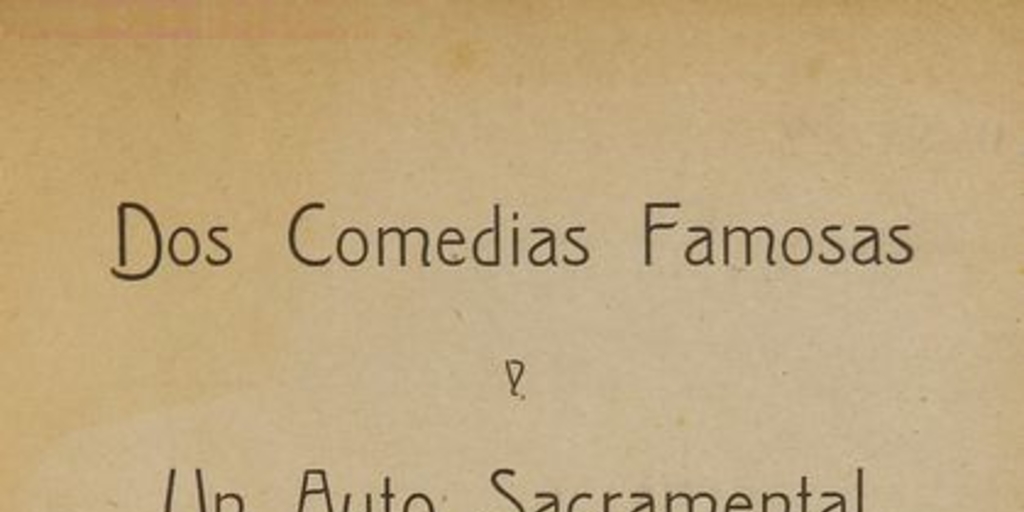 Dos Comedias Famosas
y
Un Auto Sacramental